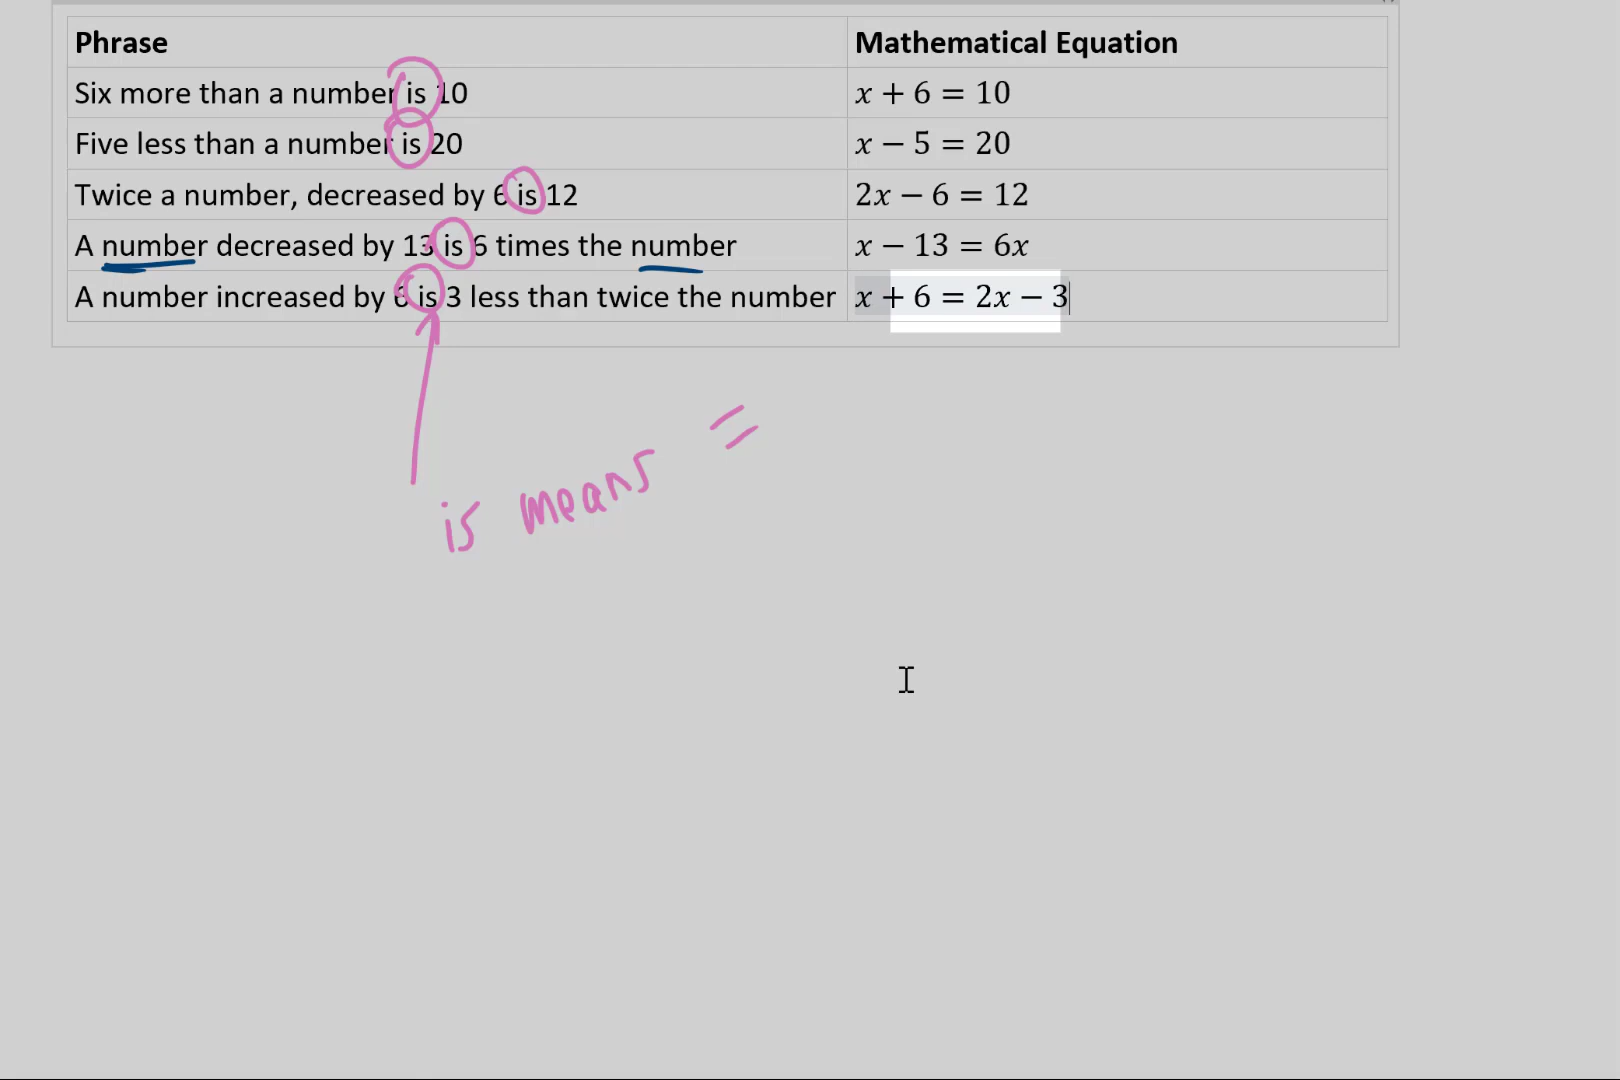 Phrase Mathematical Equation
Six more than a number is 10 x + 6 = 10
Five less than a number is 20 x − 5 = 20
Twice a number, decreased by 6 is 12 2x − 6 = 12
A number decreased by 13 is 6 times the number x − 13 = 6x
A number increased by 6 is 3 less than twice the number x + 6 = 2x − 3
is means =